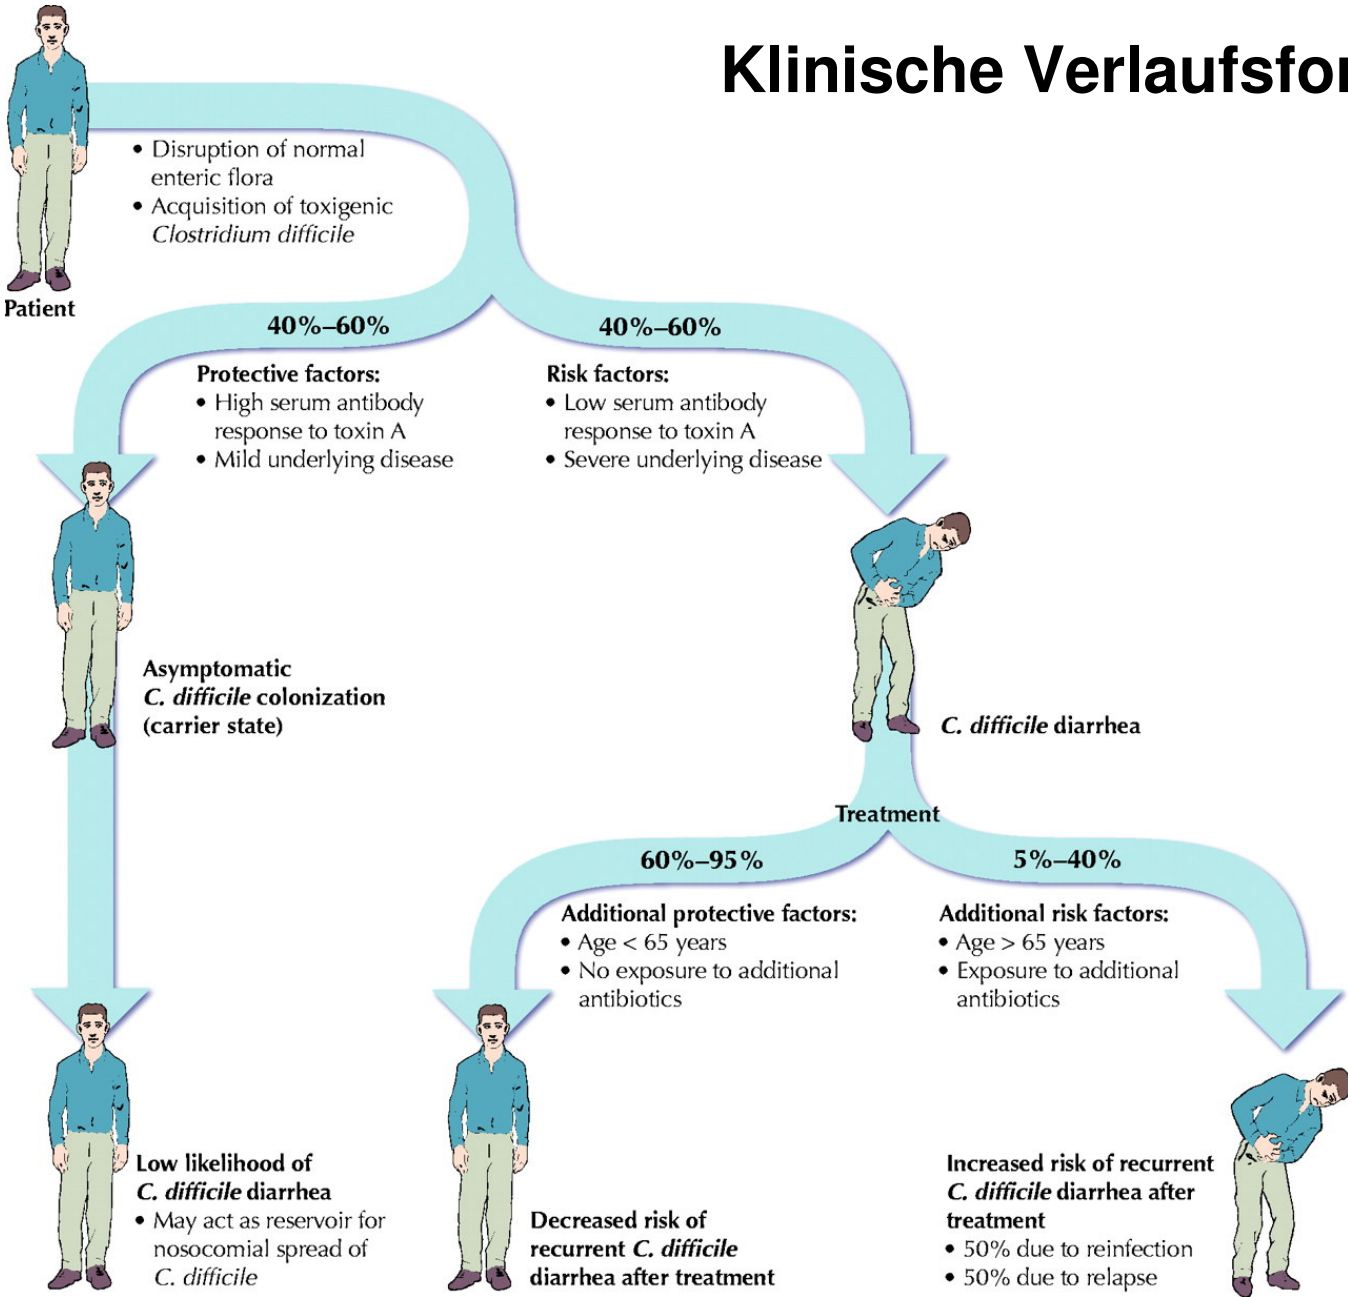 Klinische Verlaufsfor
• Disruption of normal
enteric flora
• Acquisition of toxigenic
Clostridium difficile
Patient
40%–60%
Protective factors:
• High serum antibody
response to toxin A
• Mild underlying disease
40%–60%
Risk factors:
• Low serum antibody
response to toxin A
• Severe underlying disease
Asymptomatic
C. difficile colonization
(carrier state)
C. difficile diarrhea
Treatment
60%–95%
Additional protective factors:
• Age < 65 years
• No exposure to additional
antibiotics
5%–40%
Additional risk factors:
• Age > 65 years
• Exposure to additional
antibiotics
Low likelihood of
C. difficile diarrhea
• May act as reservoir for
nosocomial spread of
C. difficile
Decreased risk of
recurrent C. difficile
diarrhea after treatment
Increased risk of recurrent
C. difficile diarrhea after
treatment
• 50% due to reinfection
• 50% due to relapse